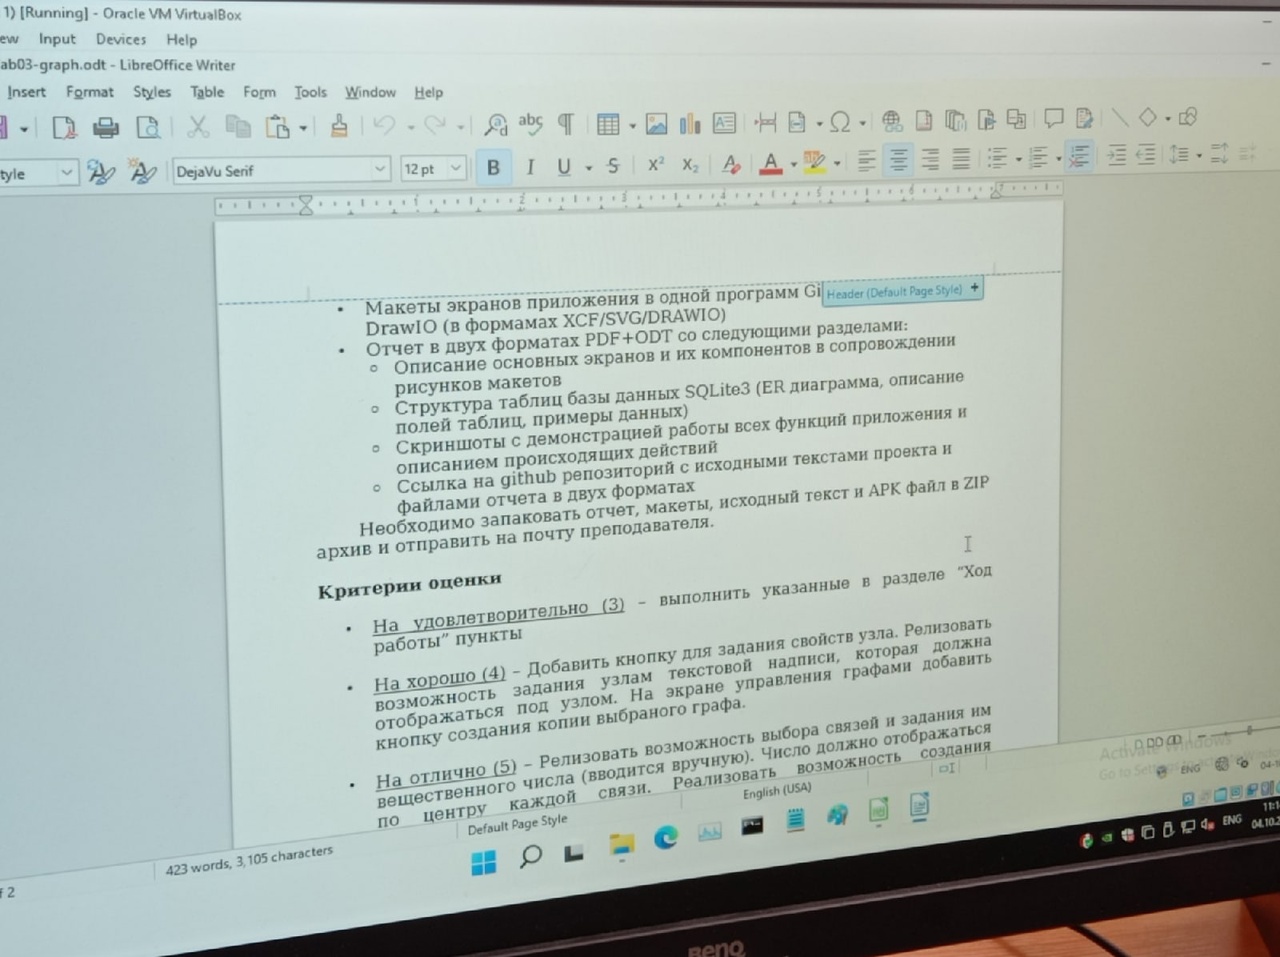 1) [Running] - Oracle VM VirtualBox
ew Input Devices Help
ab03-graph.odt - LibreOffice Writer
Insert Format Styles Table Form Tools Window Help
tyle DejaVu Serif 12 pt
Макеты экранов приложения в одной программ Gi
Header (Default Page Style) +
DrawIO (в формамах XCF/SVG/DRAWIO)
Отчет в двух форматах PDF+ODT со следующими разделами:
Описание основных экранов и их компонентов в сопровождении
рисунков макетов
Структура таблиц базы данных SQLite3 (ER диаграмма, описание
полей таблиц, примеры данных)
Скриншоты с демонстрацией работы всех функций приложения и
описанием происходящих действий
Ссылка на github репозиторий с исходными текстами проекта и
файлами отчета в двух форматах
Необходимо запаковать отчет, макеты, исходный текст и APK файл в ZIP
архив и отправить на почту преподавателя.
Критерии оценки
На удовлетворительно (3) – выполнить указанные в разделе “Ход
работы” пункты
На хорошо (4) – Добавить кнопку для задания свойств узла. Релизовать
возможность задания узлам текстовой надписи, которая должна
отображаться под узлом. На экране управления графами добавить
кнопку создания копии выбраного графа.
На отлично (5) – Релизовать возможность выбора связей и задания им
вещественного числа (вводится вручную). Число должно отображаться
по центру каждой связи. Реализовать возможность создания
Activate Windows
Go to Settings
f 2 423 words, 3,105 characters Default Page Style English (USA)
ENG
ENG 11:1
04.10.2
BenQ